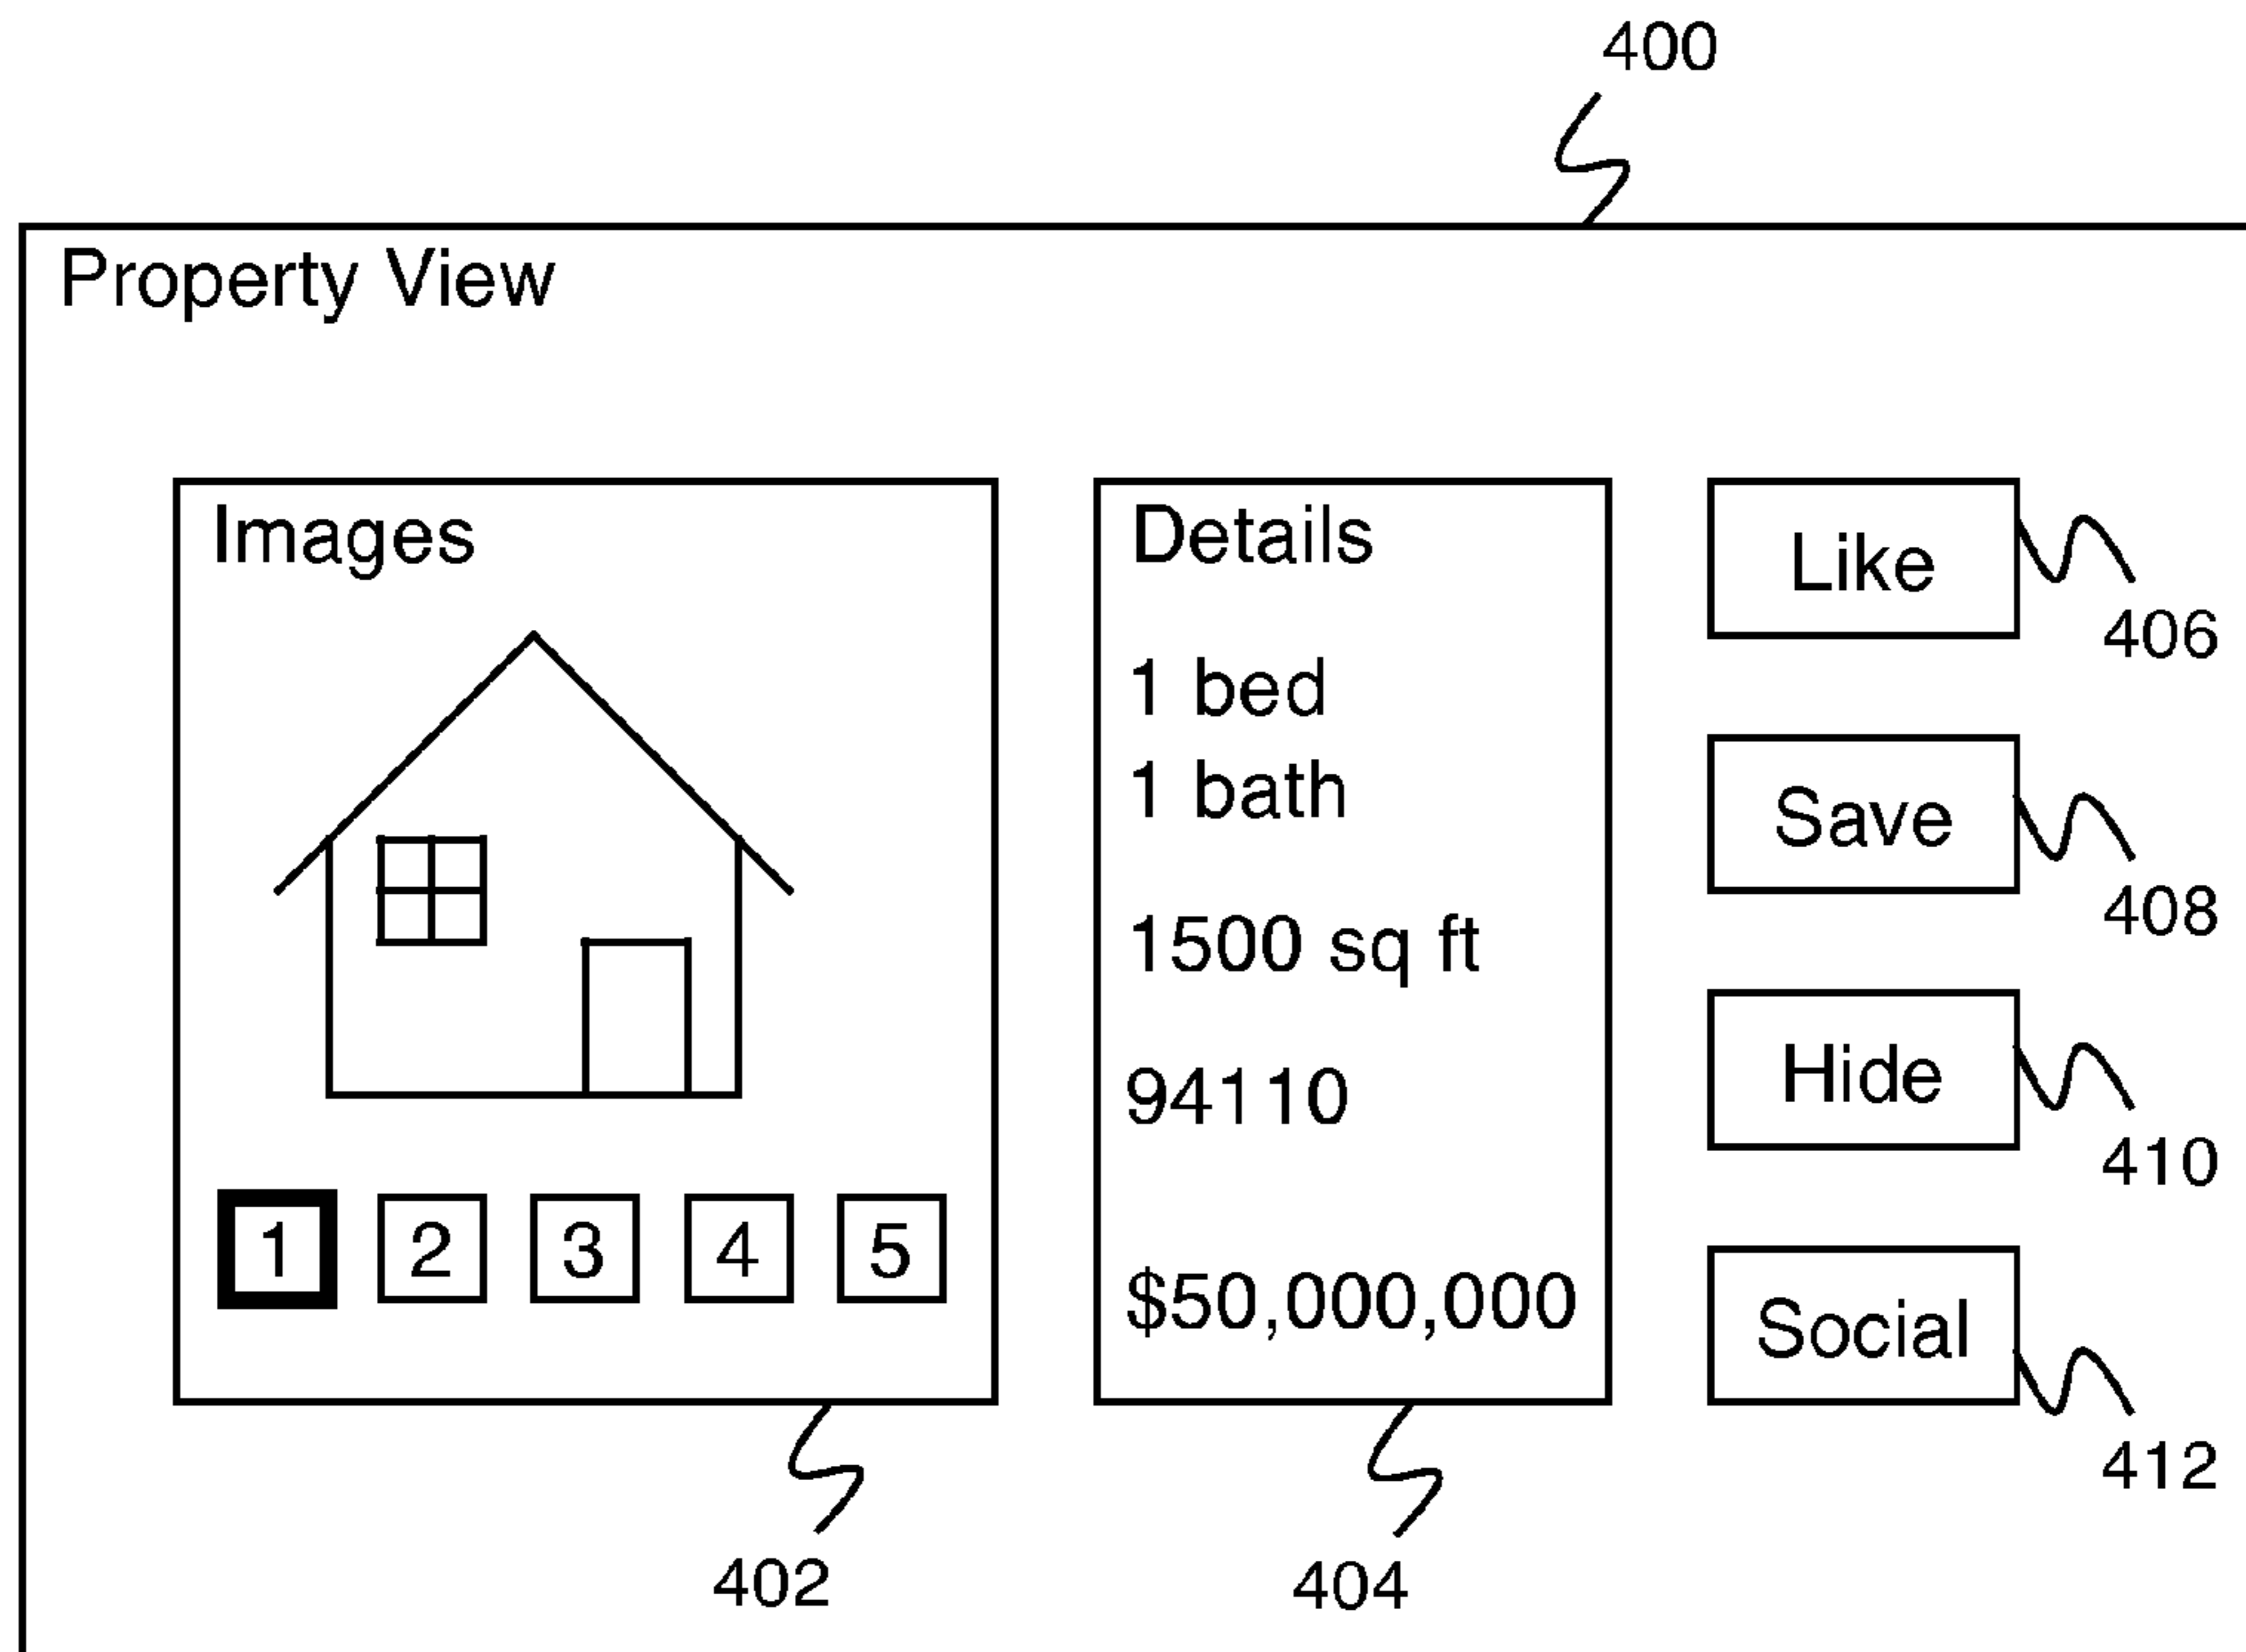 400
Property View
Images
1 2 3 4 5
402
Details
1 bed
1 bath
1500 sq ft
94110
$50,000,000
404
Like
406
Save
408
Hide
410
Social
412